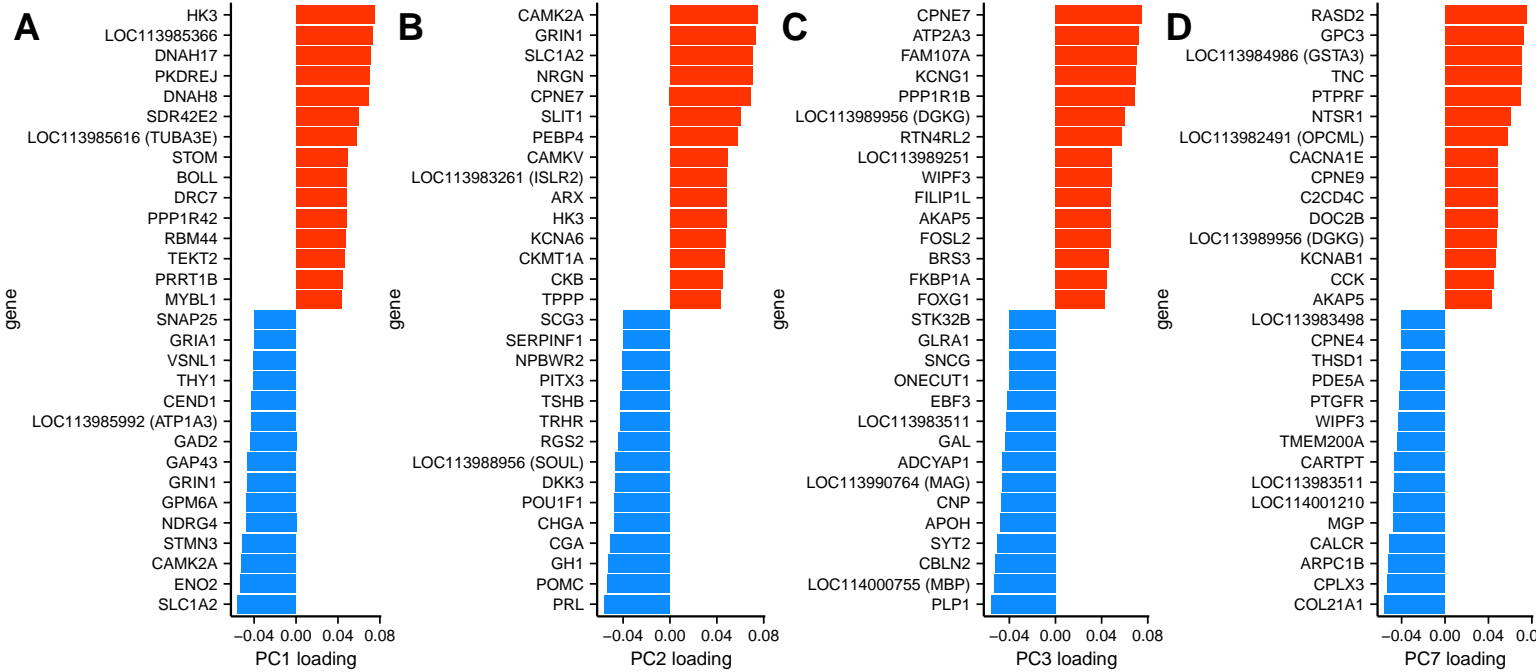 A
HK3
LOC113985366
DNAH17
PKDREJ
DNAH8
SDR42E2
LOC113985616 (TUBA3E)
STOM
BOLL
DRC7
PPP1R42
RBM44
TEKT2
PRRT1B
MYBL1
SNAP25
GRIA1
VSNL1
THY1
CEND1
LOC113985992 (ATP1A3)
GAD2
GAP43
GRIN1
GPM6A
NDRG4
STMN3
CAMK2A
ENO2
SLC1A2
gene
−0.04 0.00 0.04 0.08
PC1 loading
B
CAMK2A
GRIN1
SLC1A2
NRGN
CPNE7
SLIT1
PEBP4
CAMKV
LOC113983261 (ISLR2)
ARX
HK3
KCNA6
CKMT1A
CKB
TPPP
SCG3
SERPINF1
NPBWR2
PITX3
TSHB
TRHR
RGS2
LOC113988956 (SOUL)
DKK3
POU1F1
CHGA
CGA
GH1
POMC
PRL
gene
−0.04 0.00 0.04 0.08
PC2 loading
C
CPNE7
ATP2A3
FAM107A
KCNG1
PPP1R1B
LOC113989956 (DGKG)
RTN4RL2
LOC113989251
WIPF3
FILIP1L
AKAP5
FOSL2
BRS3
FKBP1A
FOXG1
STK32B
GLRA1
SNCG
ONECUT1
EBF3
LOC113983511
GAL
ADCYAP1
LOC113990764 (MAG)
CNP
APOH
SYT2
CBLN2
LOC114000755 (MBP)
PLP1
gene
−0.04 0.00 0.04 0.08
PC3 loading
D
RASD2
GPC3
LOC113984986 (GSTA3)
TNC
PTPRF
NTSR1
LOC113982491 (OPCML)
CACNA1E
CPNE9
C2CD4C
DOC2B
LOC113989956 (DGKG)
KCNAB1
CCK
AKAP5
LOC113983498
CPNE4
THSD1
PDE5A
PTGFR
WIPF3
TMEM200A
CARTPT
LOC113983511
LOC114001210
MGP
CALCR
ARPC1B
CPLX3
COL21A1
gene
−0.04 0.00 0.04
PC7 loading